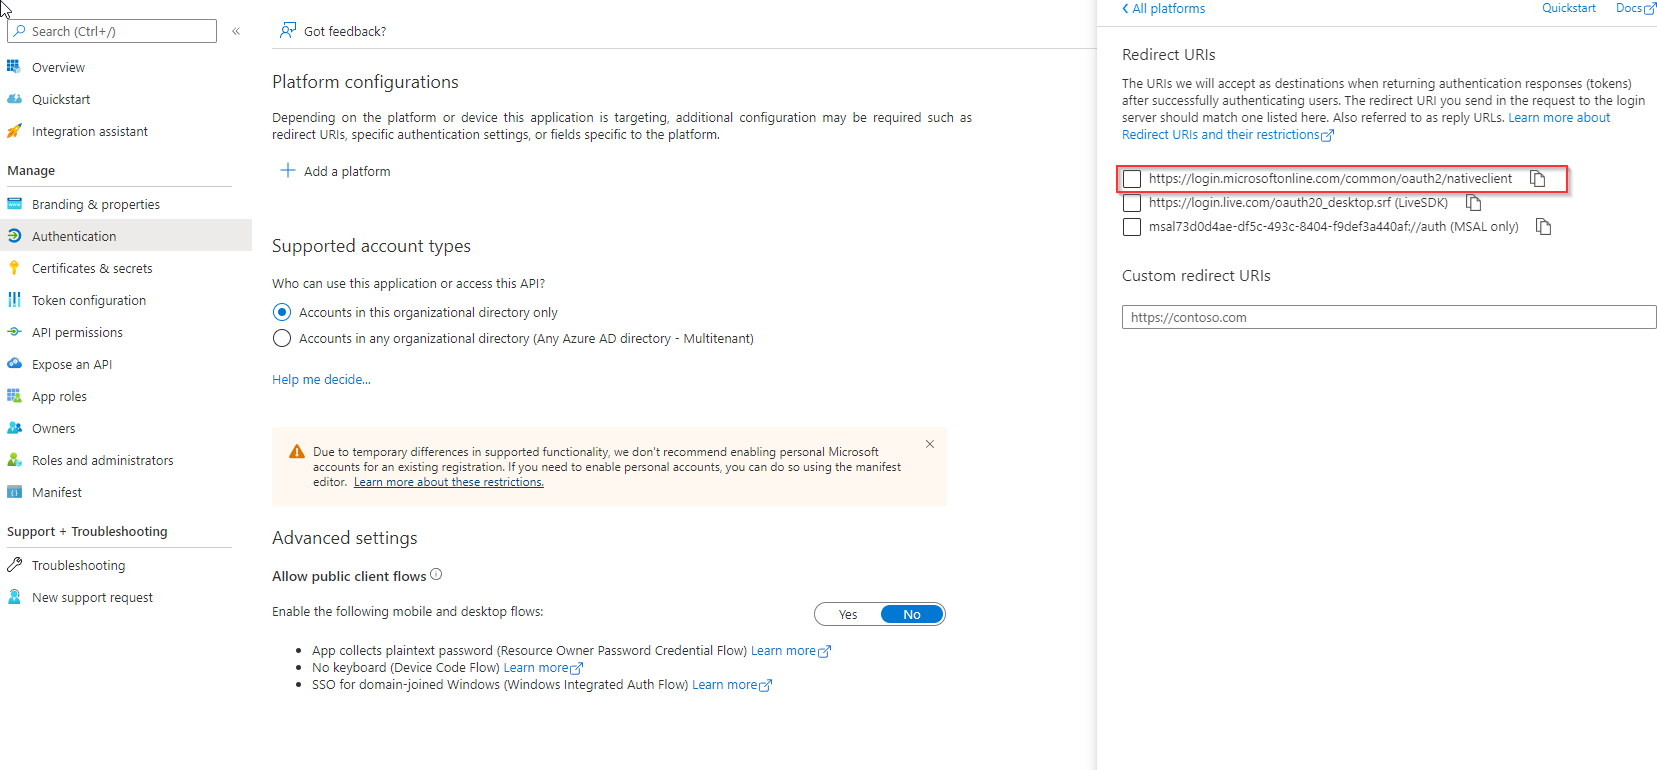 Search (Ctrl+/)
«
Overview
Quickstart
Integration assistant
Manage
Branding & properties
Authentication
Certificates & secrets
Token configuration
API permissions
Expose an API
App roles
Owners
Roles and administrators
Manifest
Support + Troubleshooting
Troubleshooting
New support request
Got feedback?
Platform configurations
Depending on the platform or device this application is targeting, additional configuration may be required such as
redirect URIs, specific authentication settings, or fields specific to the platform.
Add a platform
Supported account types
Who can use this application or access this API?
Accounts in this organizational directory only
Accounts in any organizational directory (Any Azure AD directory - Multitenant)
Help me decide...
Due to temporary differences in supported functionality, we don't recommend enabling personal Microsoft
accounts for an existing registration. If you need to enable personal accounts, you can do so using the manifest
editor. Learn more about these restrictions.
Advanced settings
Allow public client flows
Enable the following mobile and desktop flows:
Yes No
• App collects plaintext password (Resource Owner Password Credential Flow) Learn more
• No keyboard (Device Code Flow) Learn more
• SSO for domain-joined Windows (Windows Integrated Auth Flow) Learn more
All platforms
Quickstart Docs
Redirect URIs
The URIs we will accept as destinations when returning authentication responses (tokens)
after successfully authenticating users. The redirect URI you send in the request to the login
server should match one listed here. Also referred to as reply URLs. Learn more about
Redirect URIs and their restrictions
https://login.microsoftonline.com/common/oauth2/nativeclient
https://login.live.com/oauth20_desktop.srf (LiveSDK)
msal73d0d4ae-df5c-493c-8404-f9def3a440af://auth (MSAL only)
Custom redirect URIs
https://contoso.com